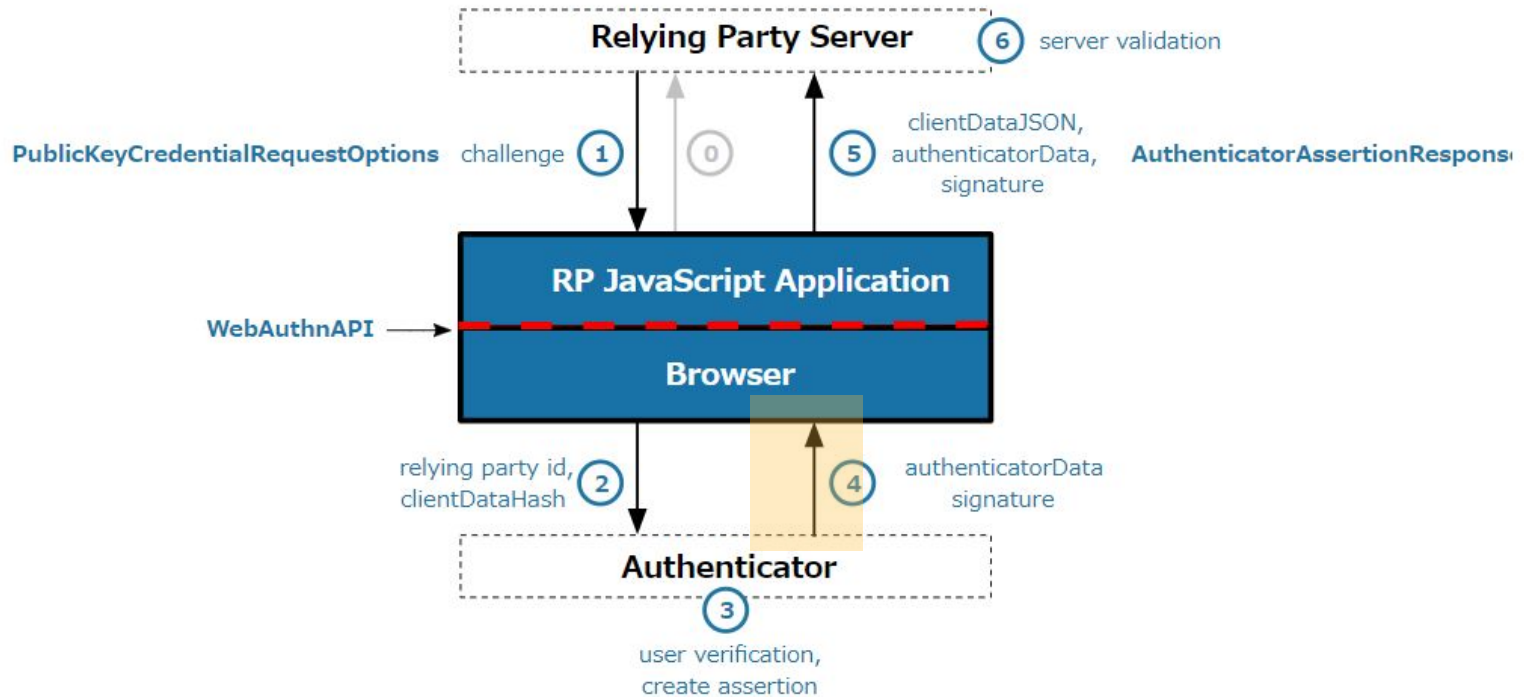 Relying Party Server
6 server validation
PublicKeyCredentialRequestOptions challenge 1
0
5
clientDataJSON,
authenticatorData,
signature
AuthenticatorAssertionRespons
RP JavaScript Application
WebAuthnAPI
Browser
relying party id,
clientDataHash
2
4
authenticatorData
signature
Authenticator
3
user verification,
create assertion